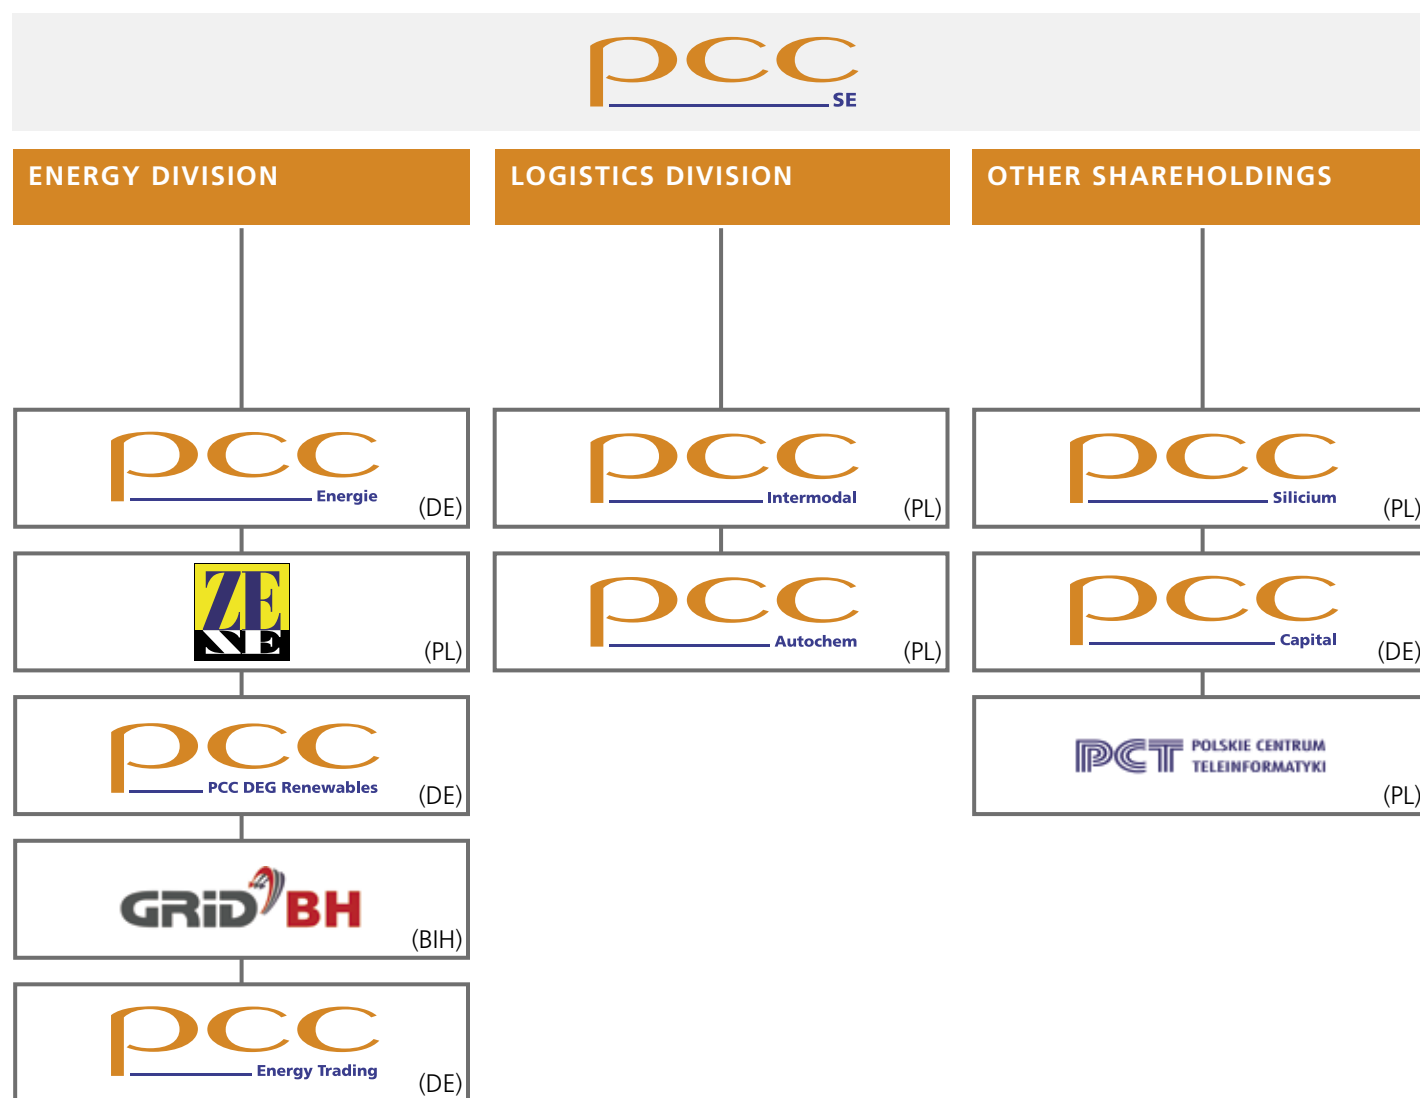 pcc
SE
ENERGY DIVISION
LOGISTICS DIVISION
OTHER SHAREHOLDINGS
pcc
Energie
(DE)
ZE
(PL)
pcc
PCC DEG Renewables
(DE)
GRiD BH
(BIH)
pcc
Energy Trading
(DE)
pcc
Intermodal
(PL)
pcc
Autochem
(PL)
pcc
Silicium
(PL)
pcc
Capital
(DE)
PCT POLSKIE CENTRUM
TELEINFORMATYKI
(PL)